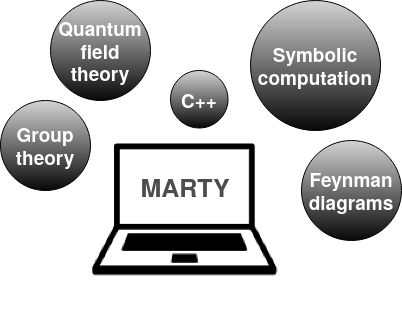 Quantum
field
theory
Symbolic
computation
C++
Group
theory
MARTY
Feynman
diagrams